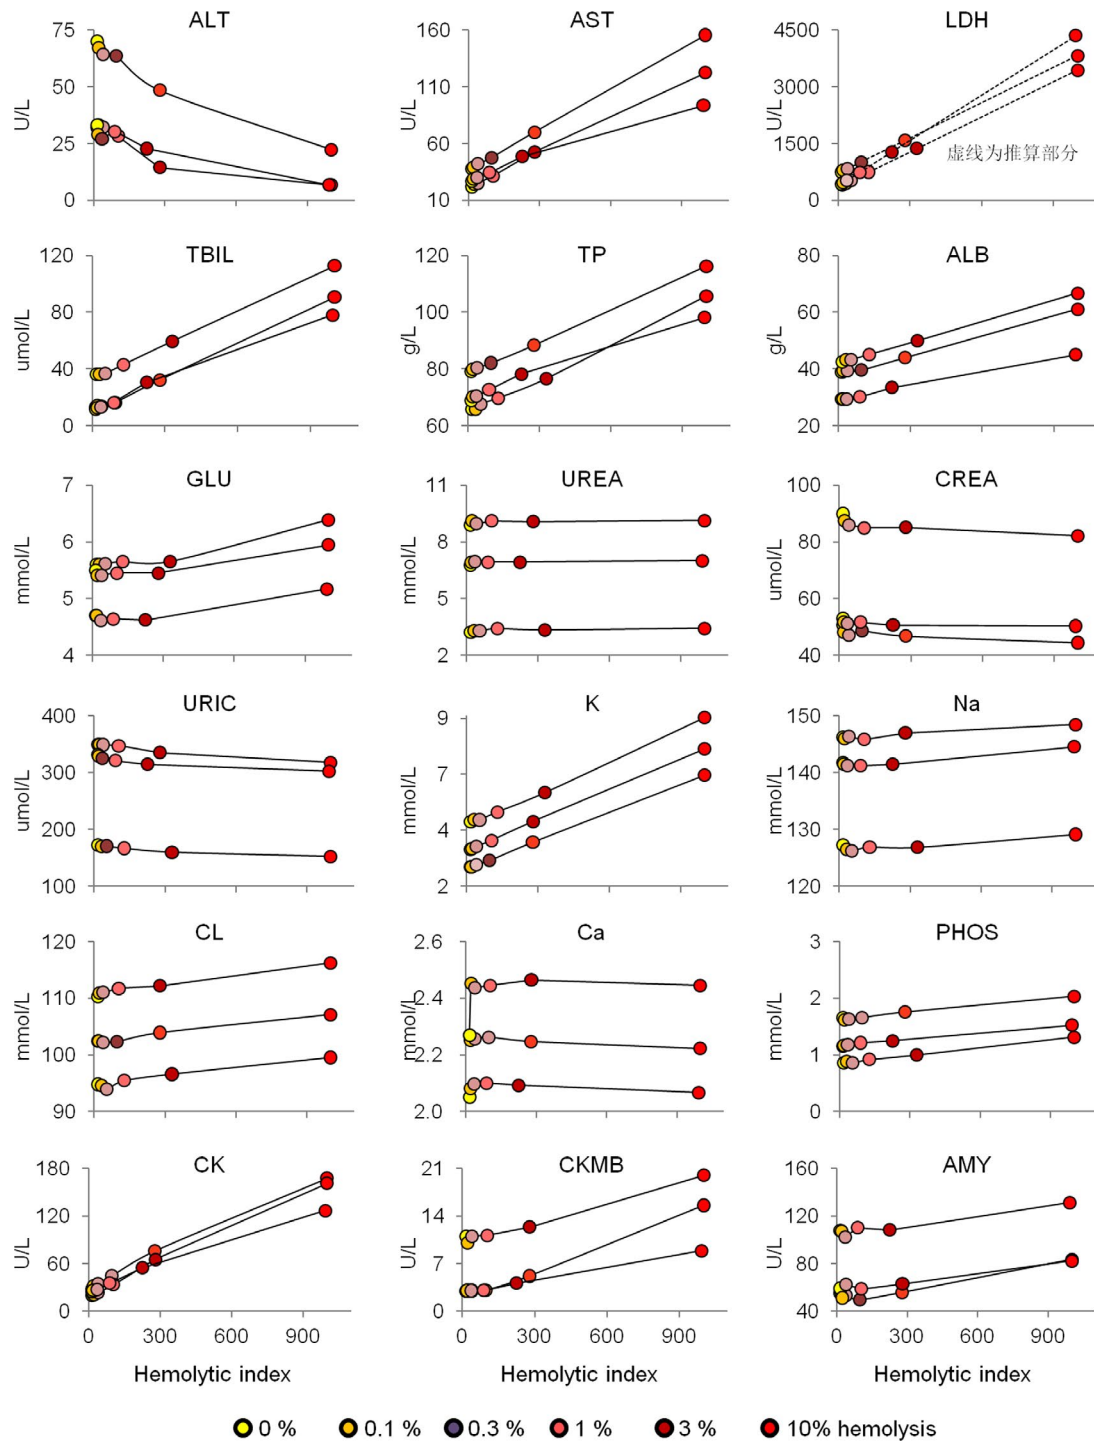 ALT AST LDH
75 160 4500
50 110 3000
U/L U/L U/L
25 60 1500
虚线为推算部分
0 10 0
TBIL TP ALB
120 120 80
80 100 60
umol/L g/L g/L
40 80 40
0 60 20
GLU UREA CREA
7 11 100
6 8 80
mmol/L mmol/L umol/L
5 5 60
4 2 40
URIC K Na
400 9 150
300 7 140
umol/L mmol/L mmol/L
200 4 130
100 2 120
CL Ca PHOS
120 2.6 3
110 2.4 2
mmol/L mmol/L mmol/L
100 2.2 1
90 2.0 0
CK CKMB AMY
180 21 160
120 14 120
U/L U/L U/L
60 7 80
0 0 40
0 300 600 900 0 300 600 900 0 300 600 900
Hemolytic index Hemolytic index Hemolytic index
0 % 0.1 % 0.3 % 1 % 3 % 10% hemolysis